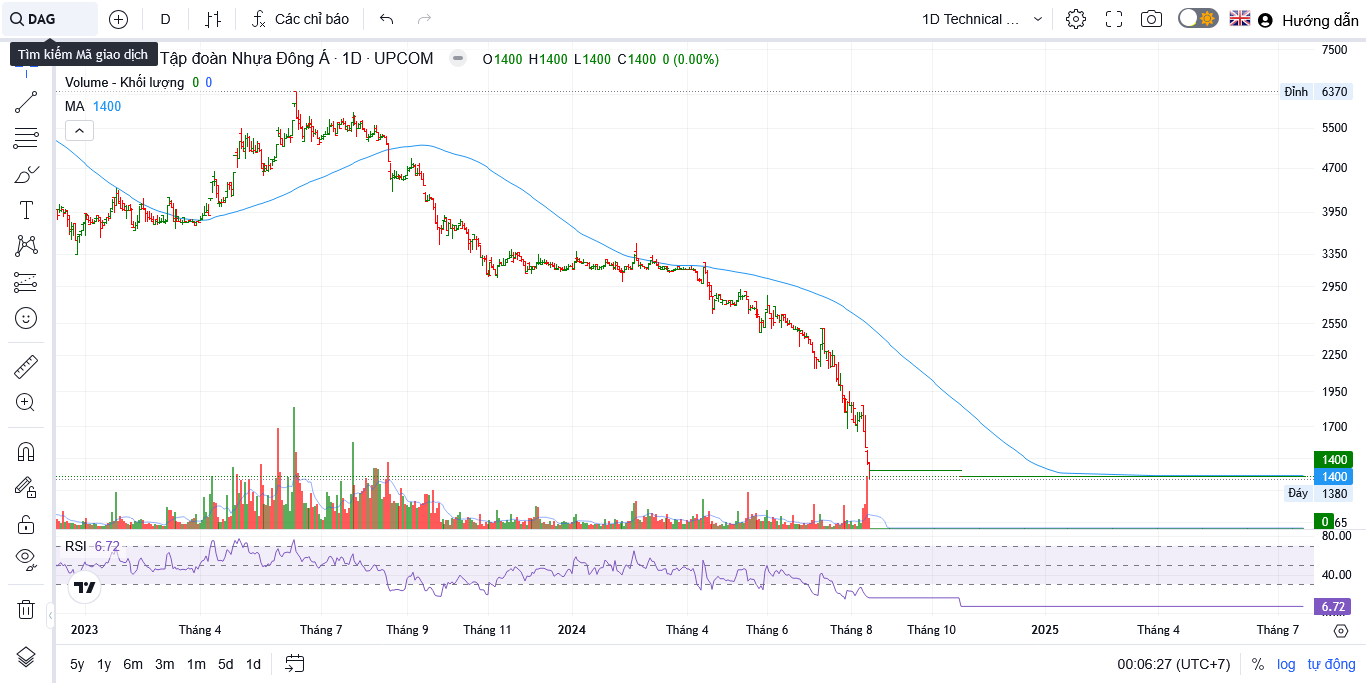 DAG D Các chỉ báo 1D Technical ... Hướng dẫn
Tìm kiếm Mã giao dịch
Tập đoàn Nhựa Đông Á · 1D · UPCOM O1400 H1400 L1400 C1400 0 (0.00%)
Volume - Khối lượng 0 0
MA 1400
7500
Đỉnh 6370
5500
4700
3950
3350
2950
2550
2250
1950
1700
1400
1400
Đáy 1380
0 65
RSI 6.72
80.00
40.00
6.72
2023 Tháng 4 Tháng 7 Tháng 9 Tháng 11 2024 Tháng 4 Tháng 6 Tháng 8 Tháng 10 2025 Tháng 4 Tháng 7
5y 1y 6m 3m 1m 5d 1d 00:06:27 (UTC+7) % log tự động